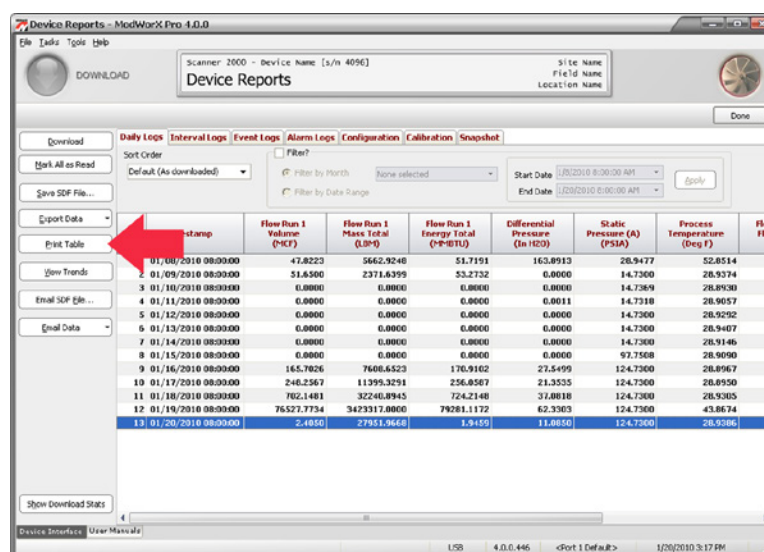 Device Reports - ModWorX Pro 4.0.0
File Tasks Tools Help
DOWNLOAD
Scanner 2000 - Device Name [s/n 4096]
Device Reports
Site Name
Field Name
Location Name
Done
Download
Mark All as Read
Save SDF File...
Export Data
Print Table
View Trends
Email SDF File...
Email Data
Show Download Stats
Daily Logs Interval Logs Event Logs Alarm Logs Configuration Calibration Snapshot
Sort Order
Default (As downloaded)
Filter?
Filter by Month None selected
Filter by Date Range
Start Date 1/8/2010 8:00:00 AM
End Date 1/20/2010 8:00:00 AM
Apply
Flow Run 1 Volume (MCF) Flow Run 1 Mass Total (LBM) Flow Run 1 Energy Total (MMBTU) Differential Pressure (In H2O) Static Pressure (A) (PSIA) Process Temperature (Deg F)
01/08/2010 08:00:00 47.8223 5662.9248 51.7191 163.8913 28.9477 52.8514
2 01/09/2010 08:00:00 51.6500 2371.6399 53.2732 0.0000 14.7300 28.9374
3 01/10/2010 08:00:00 0.0000 0.0000 0.0000 0.0000 14.7369 28.8930
4 01/11/2010 08:00:00 0.0000 0.0000 0.0000 0.0011 14.7318 28.9057
5 01/12/2010 08:00:00 0.0000 0.0000 0.0000 0.0000 14.7300 28.9292
6 01/13/2010 08:00:00 0.0000 0.0000 0.0000 0.0000 14.7300 28.9407
7 01/14/2010 08:00:00 0.0000 0.0000 0.0000 0.0000 14.7300 28.9146
8 01/15/2010 08:00:00 0.0000 0.0000 0.0000 0.0000 97.7508 28.9090
9 01/16/2010 08:00:00 165.7026 7608.6523 170.9102 27.5499 124.7300 28.8967
10 01/17/2010 08:00:00 248.2567 11399.3291 256.0587 21.3535 124.7300 28.8950
11 01/18/2010 08:00:00 702.1481 32240.8945 724.2148 37.0818 124.7300 28.9305
12 01/19/2010 08:00:00 76527.7734 3423317.0000 79281.1172 62.3303 124.7300 43.8674
13 01/20/2010 08:00:00 2.4050 27951.9668 1.9459 11.0850 124.7300 28.9386
Device Interface User Manuals
USB 4.0.0.446 <Port 1 Default> 1/20/2010 3:17 PM